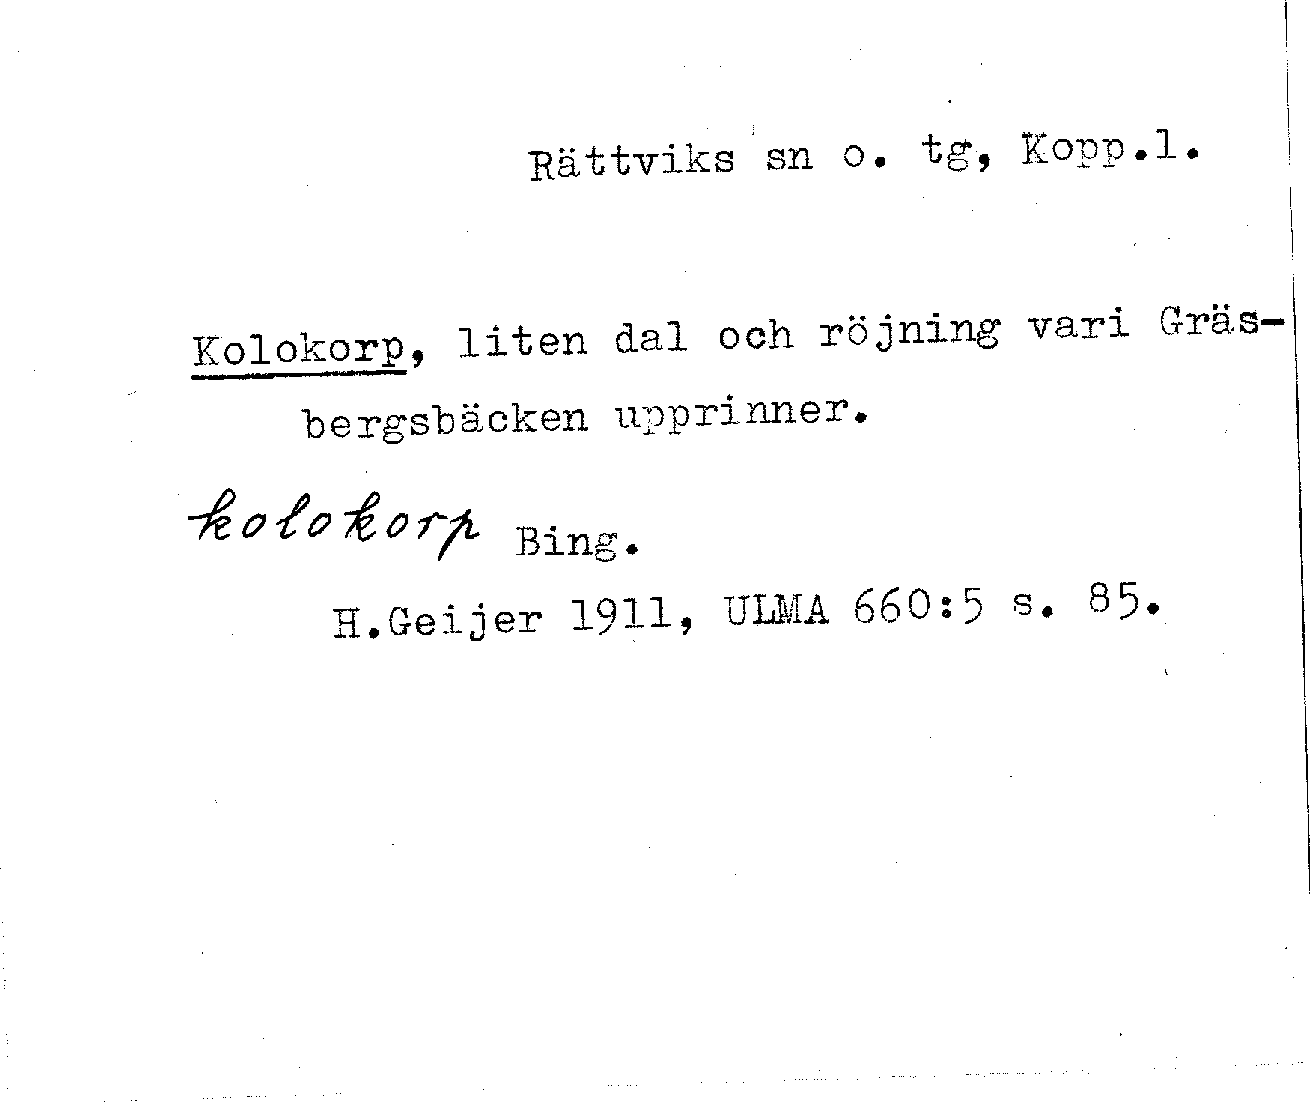 Rättviks sn o. tg, Kopp.l.
Kolokorp, liten dal och röjning vari Gräs-
bergsbäcken upprinner.
kolokorp Bing.
H.Geijer 1911, ULMA 660:5 s. 85.